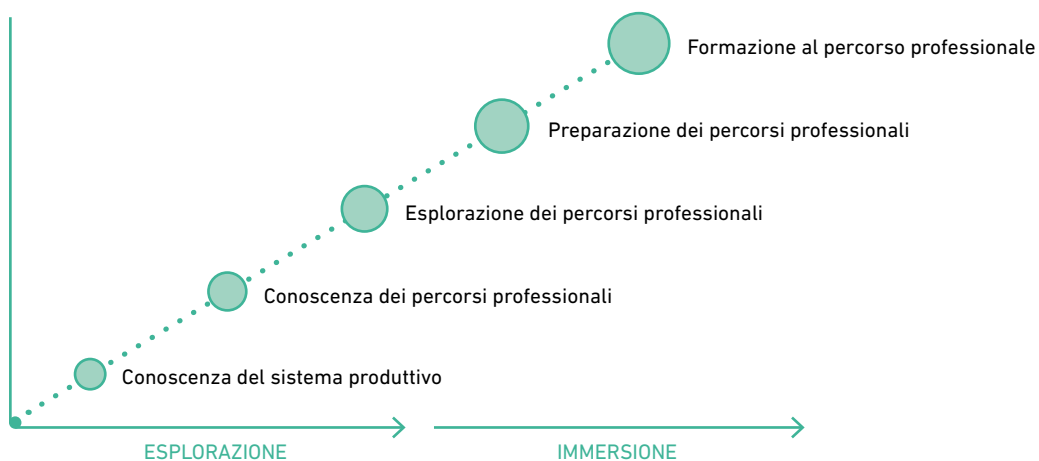 Formazione al percorso professionale
Preparazione dei percorsi professionali
Esplorazione dei percorsi professionali
Conoscenza dei percorsi professionali
Conoscenza del sistema produttivo
ESPLORAZIONE
IMMERSIONE